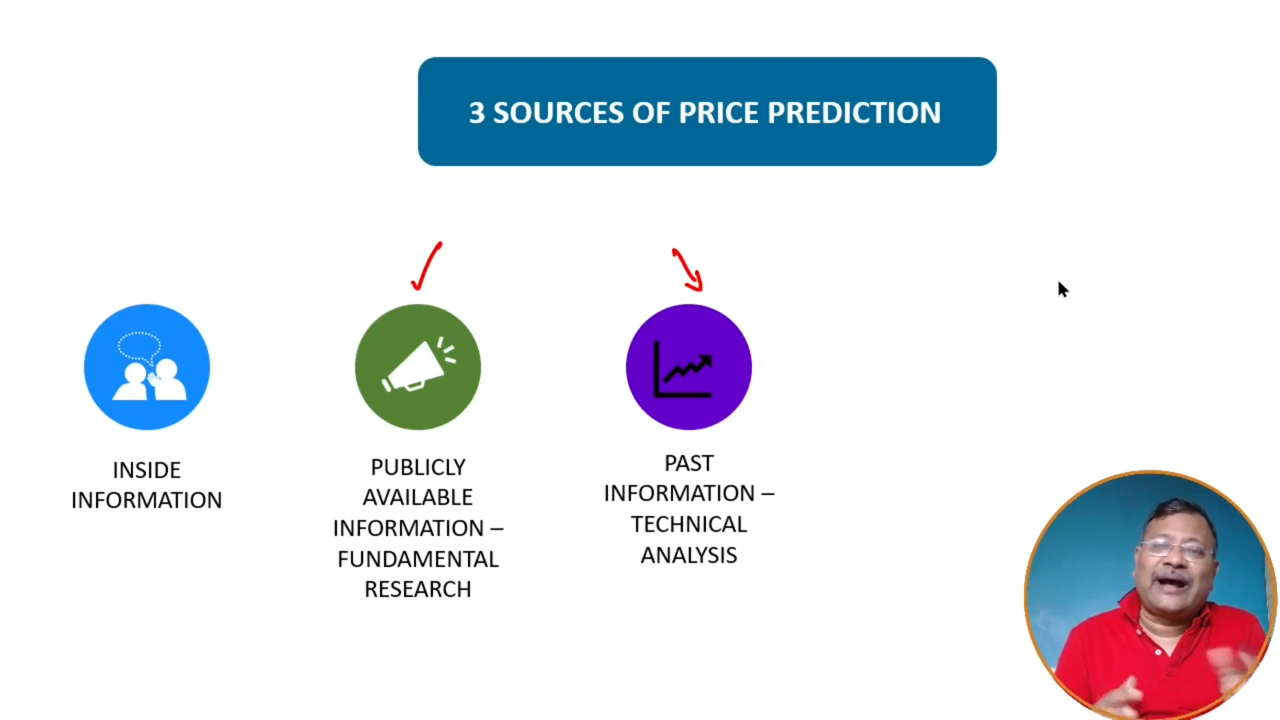 3 SOURCES OF PRICE PREDICTION
INSIDE
INFORMATION
PUBLICLY
AVAILABLE
INFORMATION –
FUNDAMENTAL
RESEARCH
PAST
INFORMATION –
TECHNICAL
ANALYSIS